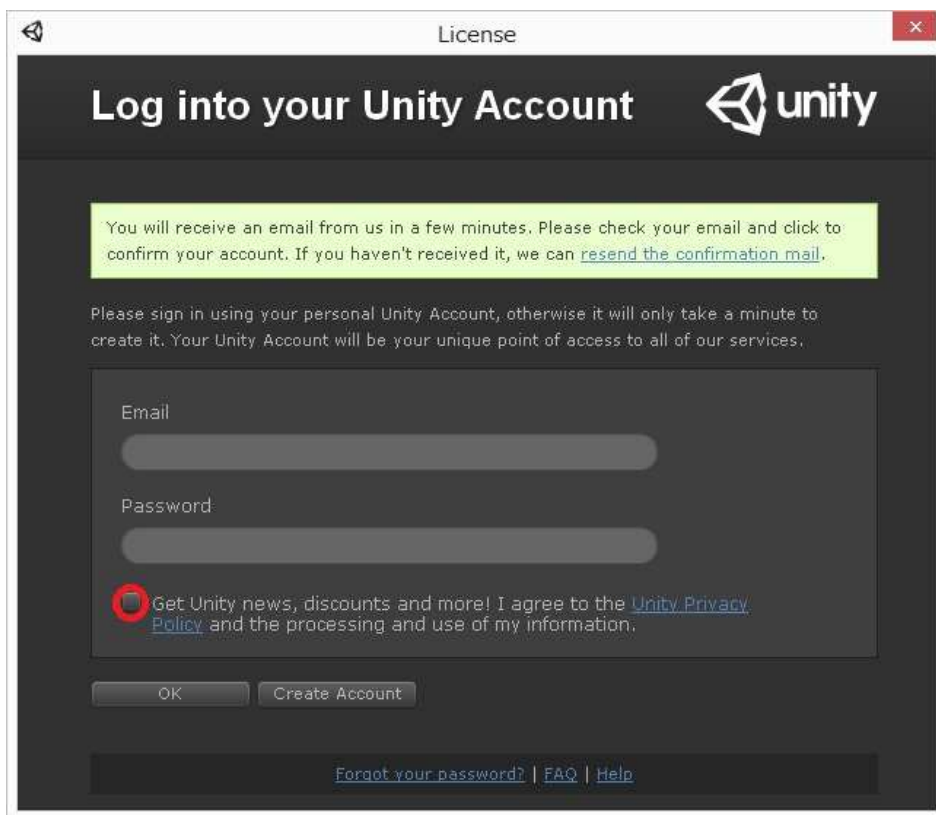 License
Log into your Unity Account
unity
You will receive an email from us in a few minutes. Please check your email and click to
confirm your account. If you haven't received it, we can resend the confirmation mail.
Please sign in using your personal Unity Account, otherwise it will only take a minute to
create it. Your Unity Account will be your unique point of access to all of our services.
Email
Password
Get Unity news, discounts and more! I agree to the Unity Privacy
Policy and the processing and use of my information.
OK Create Account
Forgot your password? | FAQ | Help